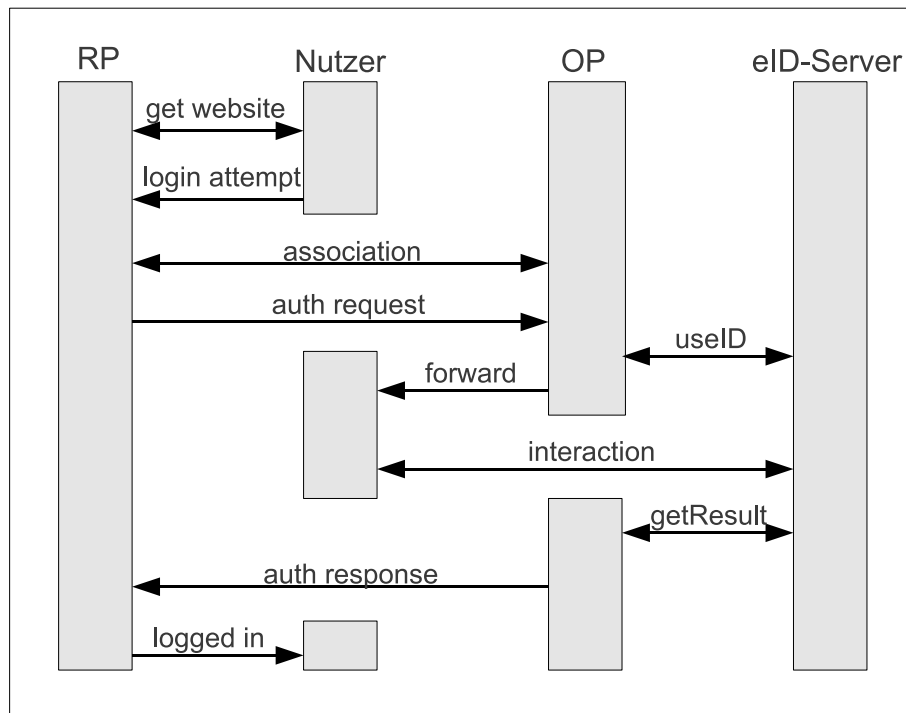 RP
Nutzer
OP
eID-Server
get website
login attempt
association
auth request
useID
forward
interaction
getResult
auth response
logged in